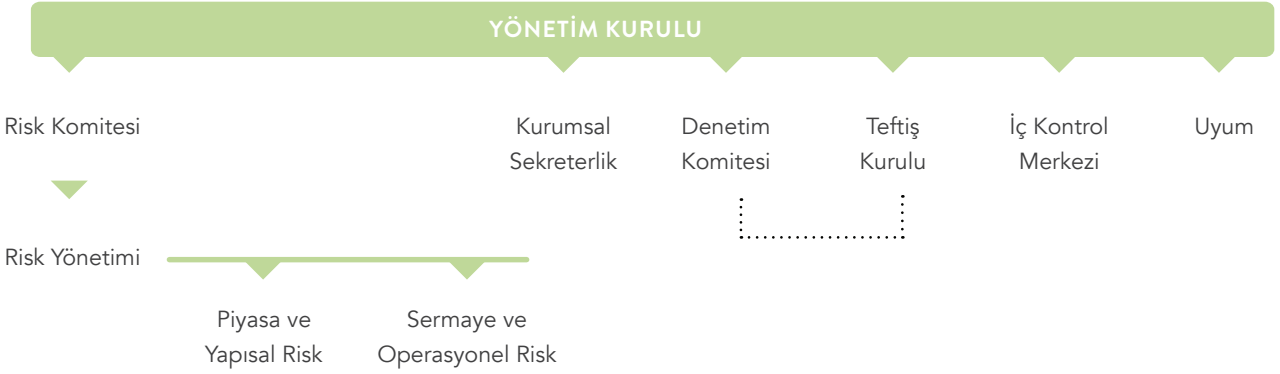 YÖNETİM KURULU
Risk Komitesi
Kurumsal
Sekreterlik
Denetim
Komitesi
Teftiş
Kurulu
İç Kontrol
Merkezi
Uyum
Risk Yönetimi
Piyasa ve
Yapısal Risk
Sermaye ve
Operasyonel Risk